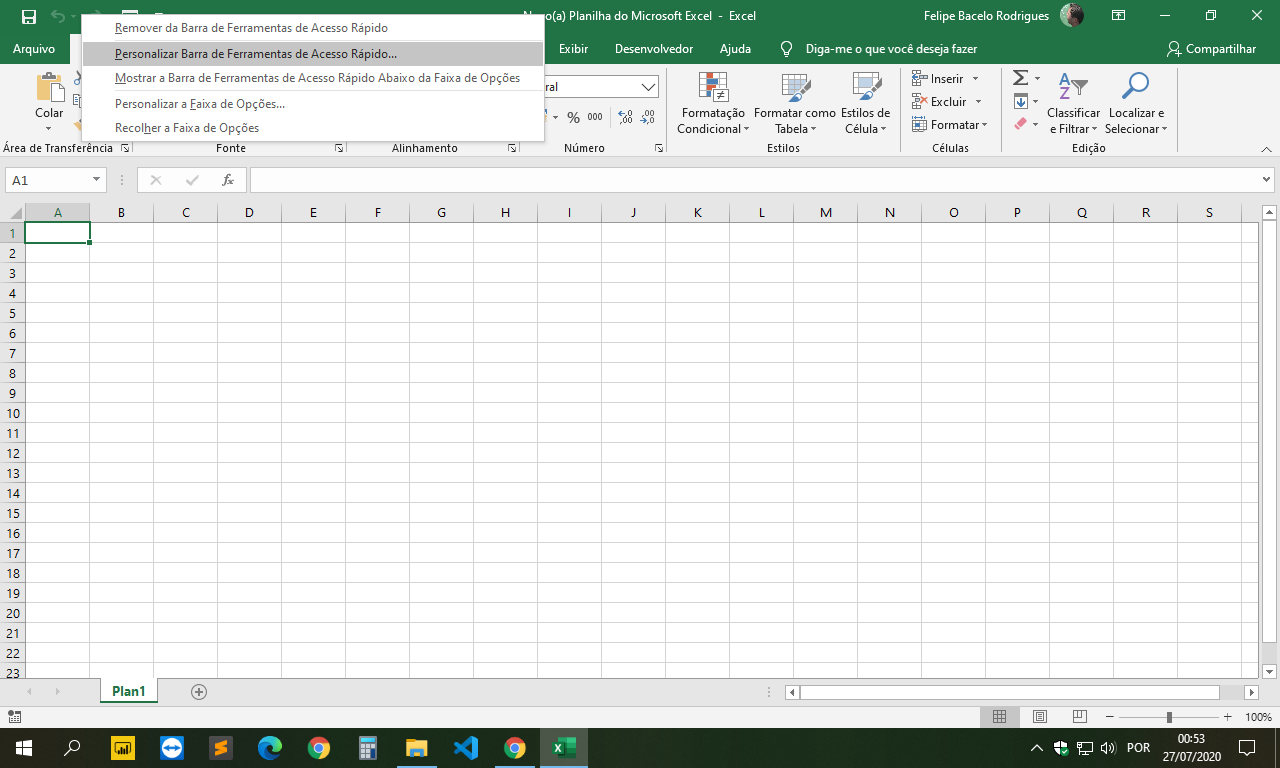 No o(a) Planilha do Microsoft Excel - Excel
Felipe Bacelo Rodrigues
Remover da Barra de Ferramentas de Acesso Rápido
Personalizar Barra de Ferramentas de Acesso Rápido...
Mostrar a Barra de Ferramentas de Acesso Rápido Abaixo da Faixa de Opções
Personalizar a Faixa de Opções...
Recolher a Faixa de Opções
Arquivo
Exibir
Desenvolvedor
Ajuda
Diga-me o que você deseja fazer
Compartilhar
Colar
Área de Transferência
Fonte
Alinhamento
ral
% 000
Número
Formatação
Condicional
Formatar como
Tabela
Estilos de
Célula
Estilos
Inserir
Excluir
Formatar
Células
Classificar
e Filtrar
Localizar e
Selecionar
Edição
A1
fx
A B C D E F G H I J K L M N O P Q R S
1
2
3
4
5
6
7
8
9
10
11
12
13
14
15
16
17
18
19
20
21
22
23
Plan1
100%
POR
00:53
27/07/2020